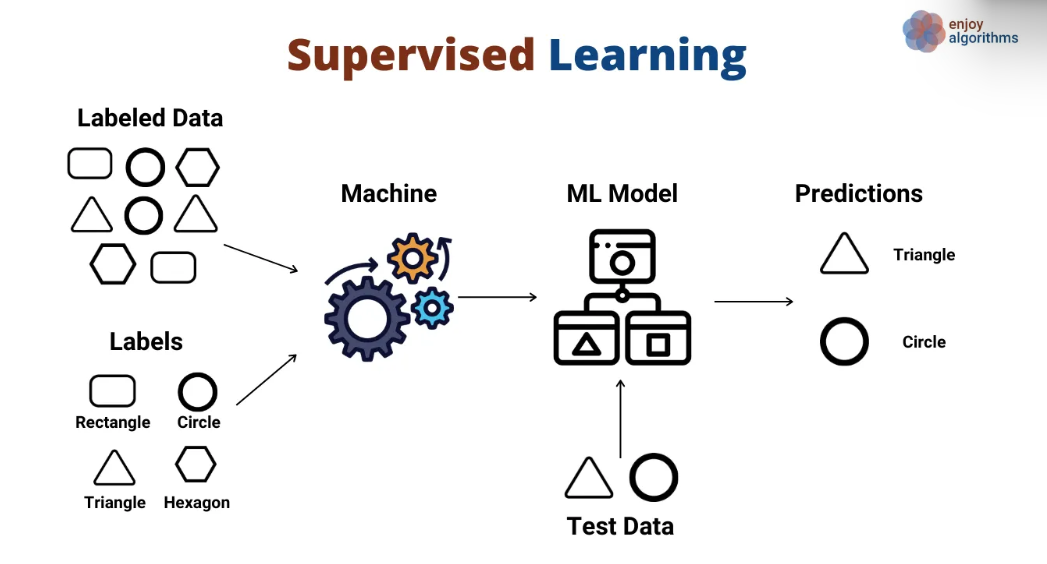 enjoy
algorithms
Supervised Learning
Labeled Data
Machine
ML Model
Predictions
Triangle
Circle
Labels
Rectangle
Circle
Triangle
Hexagon
Test Data